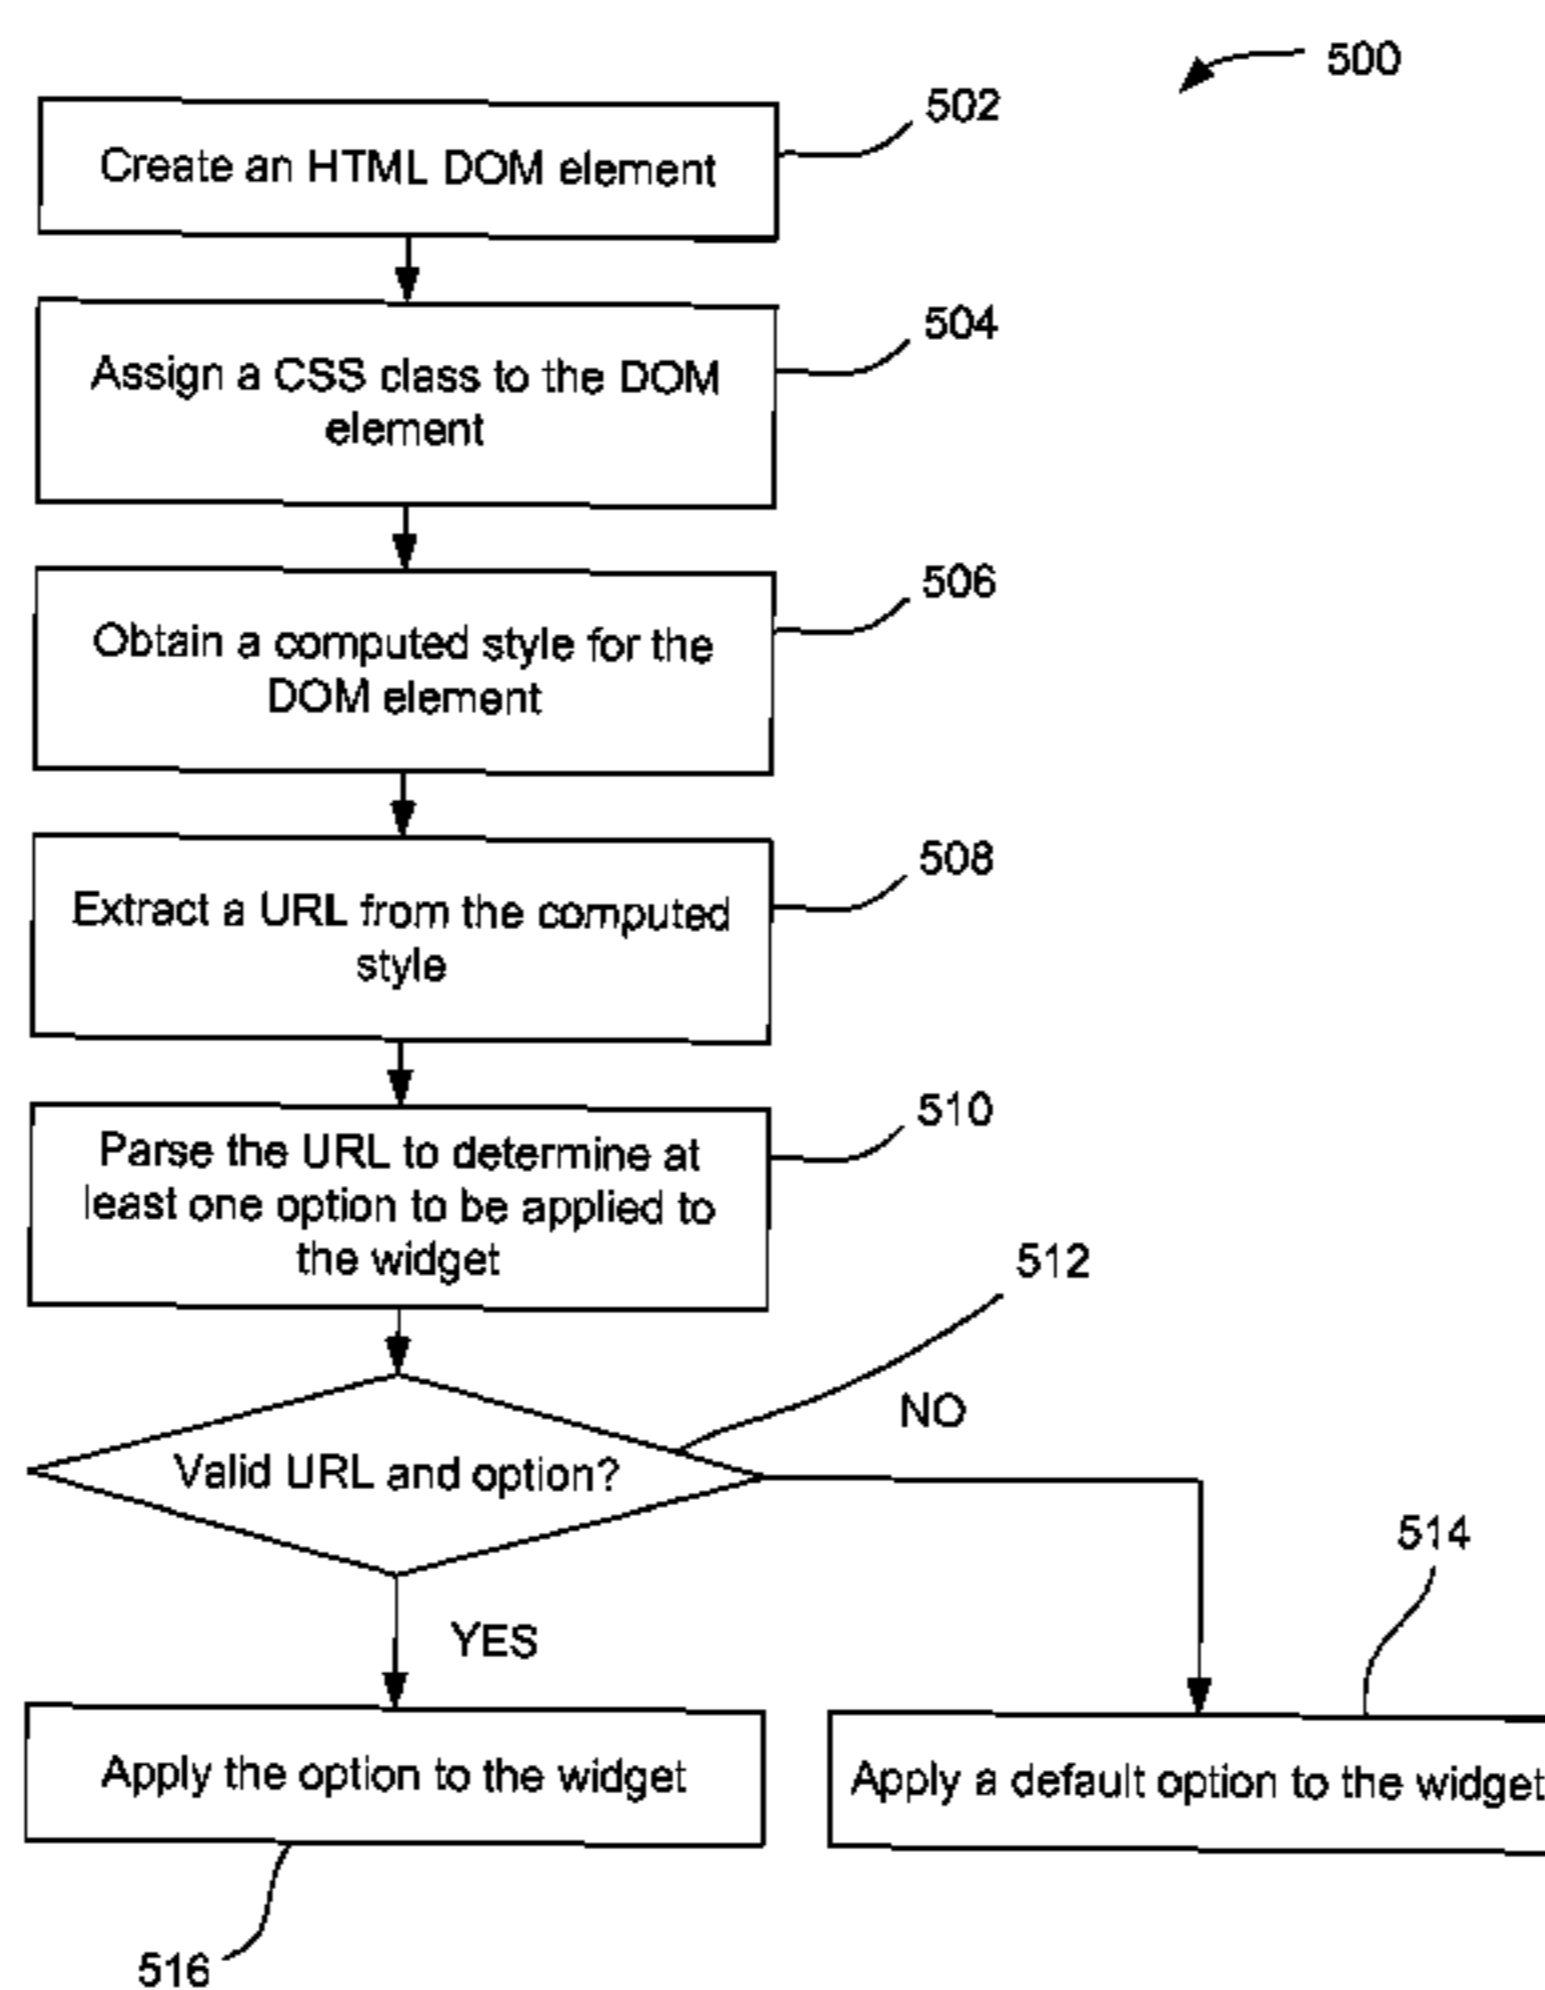 500
502
Create an HTML DOM element
504
Assign a CSS class to the DOM
element
506
Obtain a computed style for the
DOM element
508
Extract a URL from the computed
style
510
Parse the URL to determine at
least one option to be applied to
the widget
512
NO
Valid URL and option?
514
YES
Apply the option to the widget
Apply a default option to the widget
516